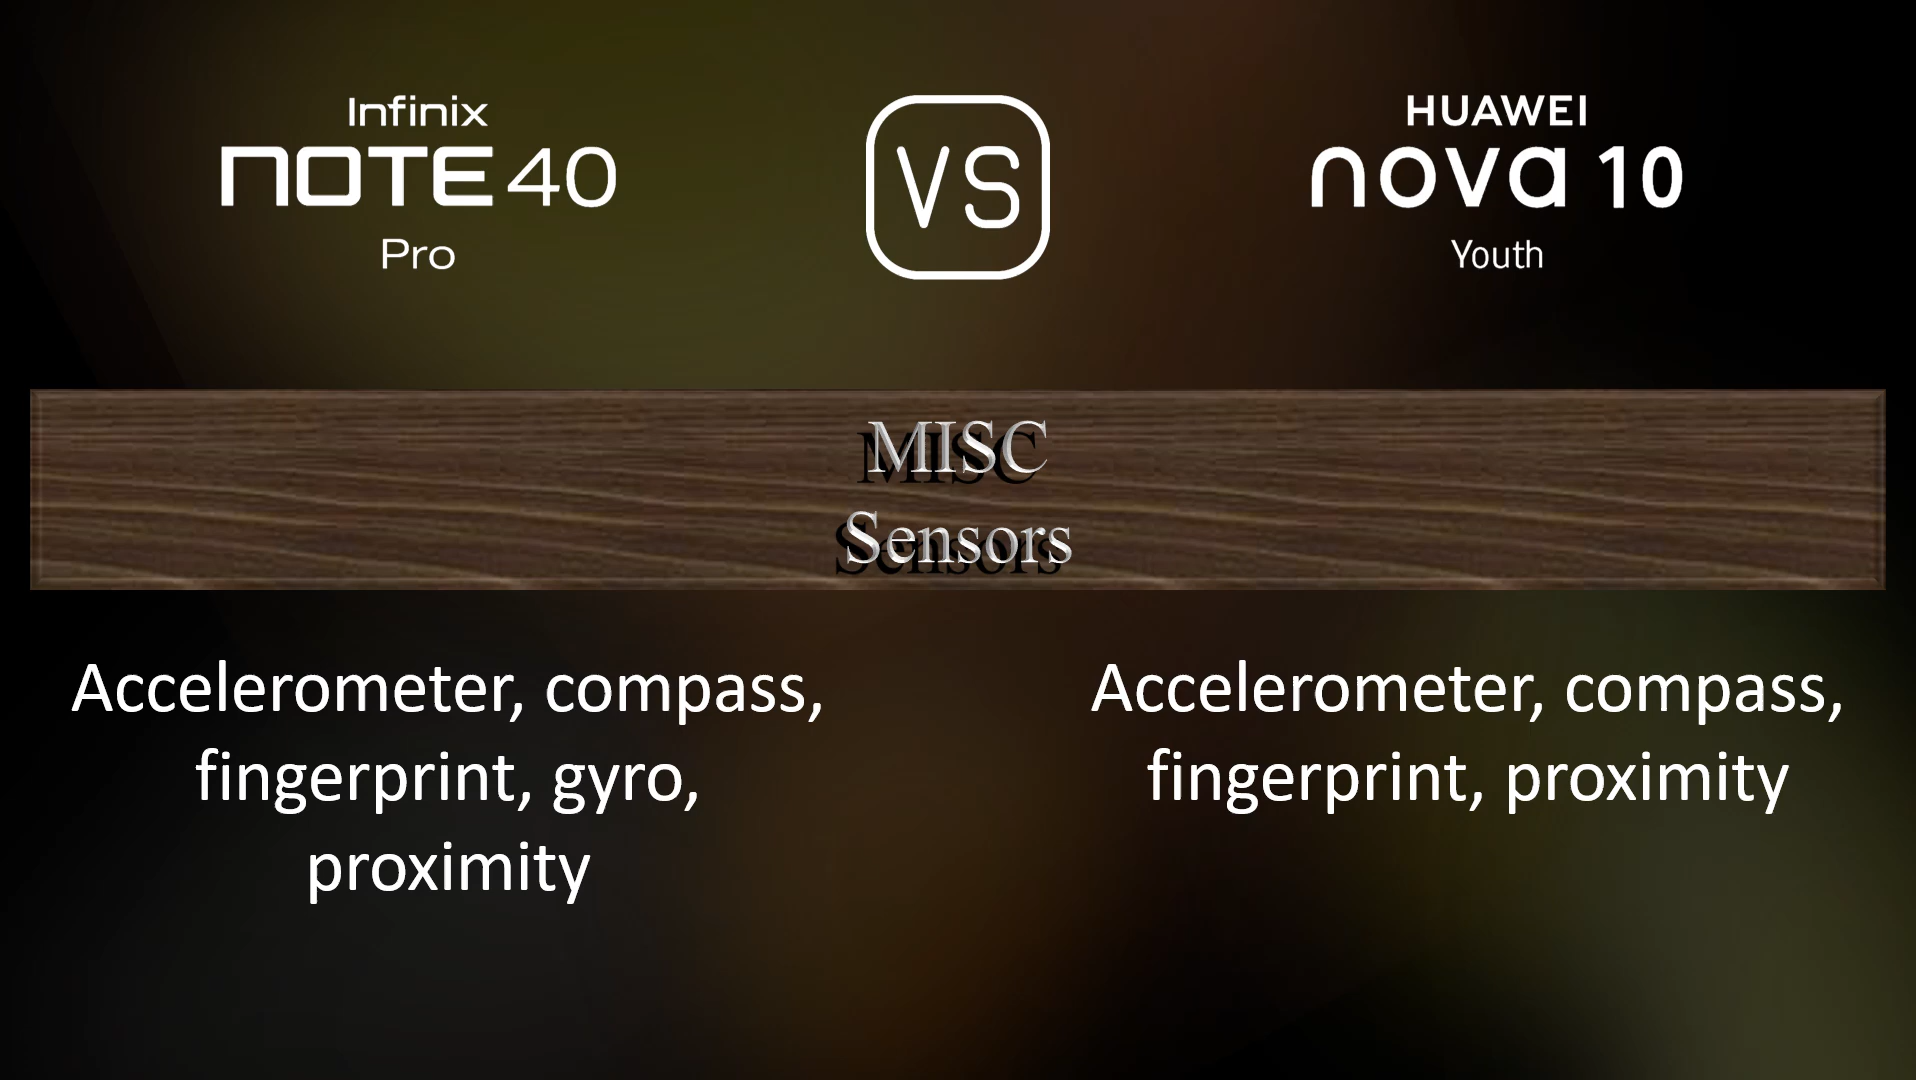 Infinix
NOTE 40
Pro
VS
HUAWEI
nova 10
Youth
MISC
Sensors
Accelerometer, compass,
fingerprint, gyro,
proximity
Accelerometer, compass,
fingerprint, proximity